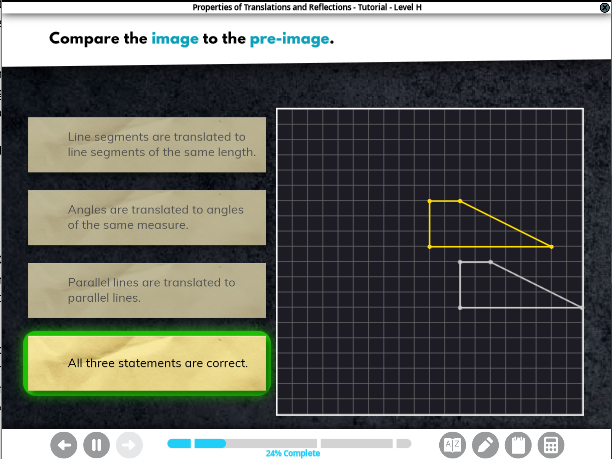 Properties of Translations and Reflections - Tutorial - Level H
Compare the image to the pre-image.
Line segments are translated to
line segments of the same length.
Angles are translated to angles
of the same measure.
Parallel lines are translated to
parallel lines.
All three statements are correct.
AZ
24% Complete